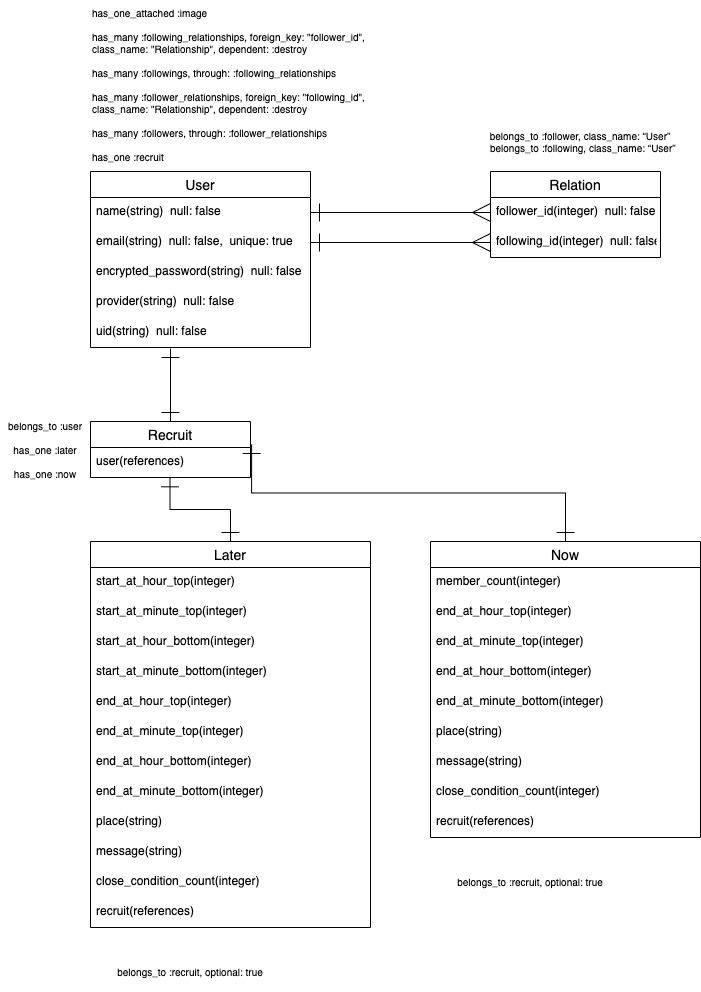 has_one_attached :image
has_many :following_relationships, foreign_key: "follower_id",
class_name: "Relationship", dependent: :destroy
has_many :followings, through: :following_relationships
has_many :follower_relationships, foreign_key: "following_id",
class_name: "Relationship", dependent: :destroy
has_many :followers, through: :follower_relationships
has_one :recruit
belongs_to :follower, class_name: “User”
belongs_to :following, class_name: “User”
User
name(string)  null: false
email(string)  null: false,  unique: true
encrypted_password(string)  null: false
provider(string)  null: false
uid(string)  null: false
Relation
follower_id(integer)  null: false
following_id(integer)  null: false
belongs_to :user
has_one :later
has_one :now
Recruit
user(references)
Later
start_at_hour_top(integer)
start_at_minute_top(integer)
start_at_hour_bottom(integer)
start_at_minute_bottom(integer)
end_at_hour_top(integer)
end_at_minute_top(integer)
end_at_hour_bottom(integer)
end_at_minute_bottom(integer)
place(string)
message(string)
close_condition_count(integer)
recruit(references)
belongs_to :recruit, optional: true
Now
member_count(integer)
end_at_hour_top(integer)
end_at_minute_top(integer)
end_at_hour_bottom(integer)
end_at_minute_bottom(integer)
place(string)
message(string)
close_condition_count(integer)
recruit(references)
belongs_to :recruit, optional: true